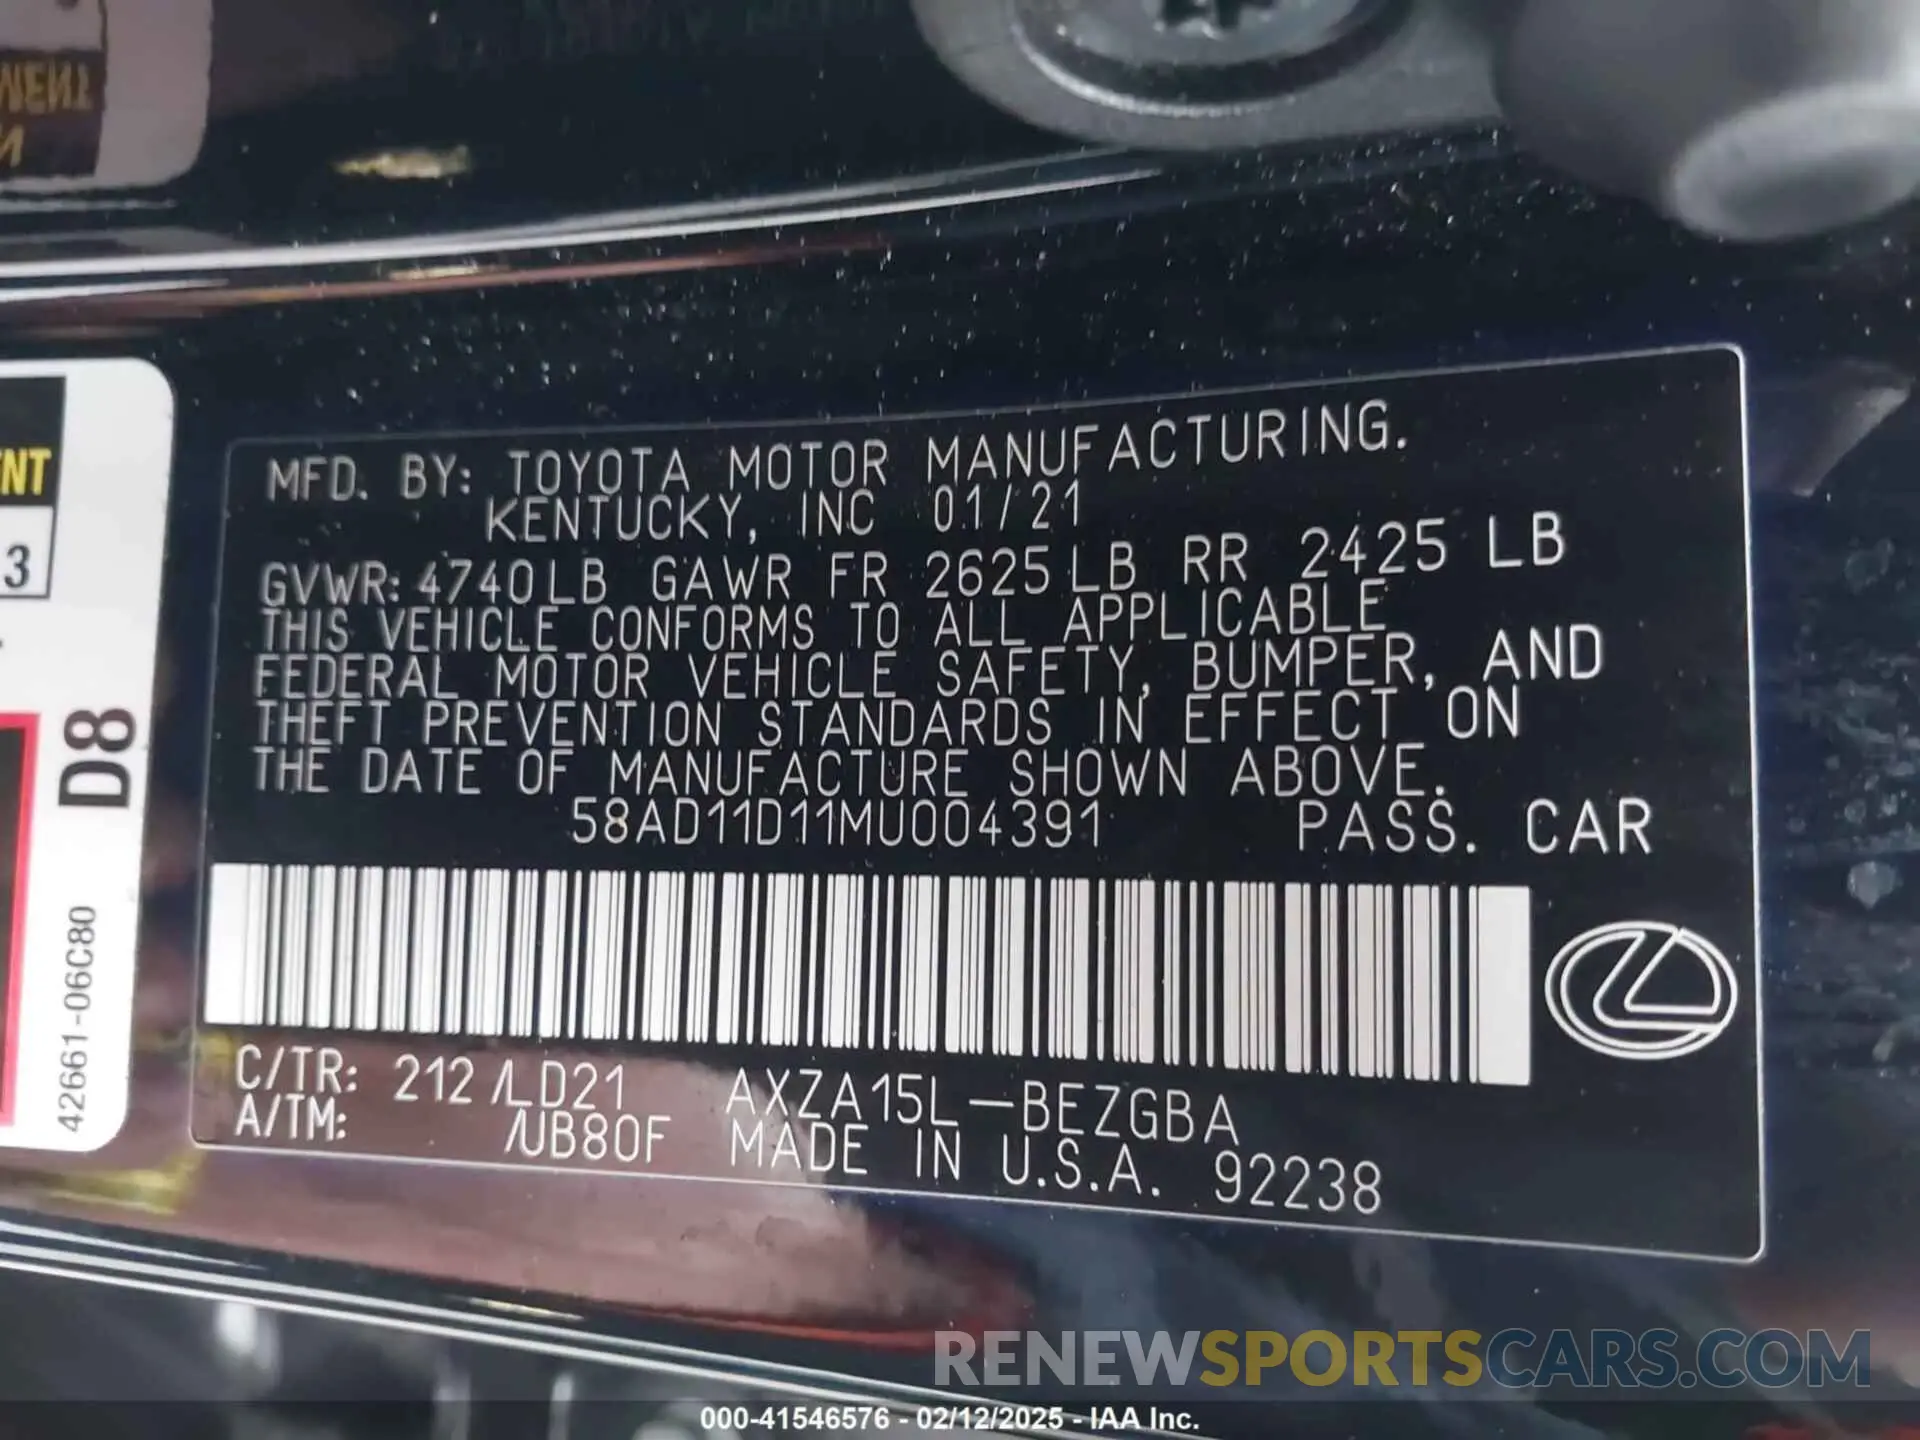 MFD. BY: TOYOTA MOTOR MANUFACTURING.
KENTUCKY, INC 01/21
GVWR: 4740LB GAWR FR 2625LB RR 2425 LB
THIS VEHICLE CONFORMS TO ALL APPLICABLE
FEDERAL MOTOR VEHICLE SAFETY, BUMPER, AND
THEFT PREVENTION STANDARDS IN EFFECT ON
THE DATE OF MANUFACTURE SHOWN ABOVE.
58AD11D11MU004391 PASS. CAR
C/TR: 212 /LD21 AXZA15L-BEZGBA
A/TM: /UB80F MADE IN U.S.A. 92238
ENT
3
D8
42661-06C80
RENEWSPORTSCARS.COM
000-41546576 - 02/12/2025 - IAA Inc.